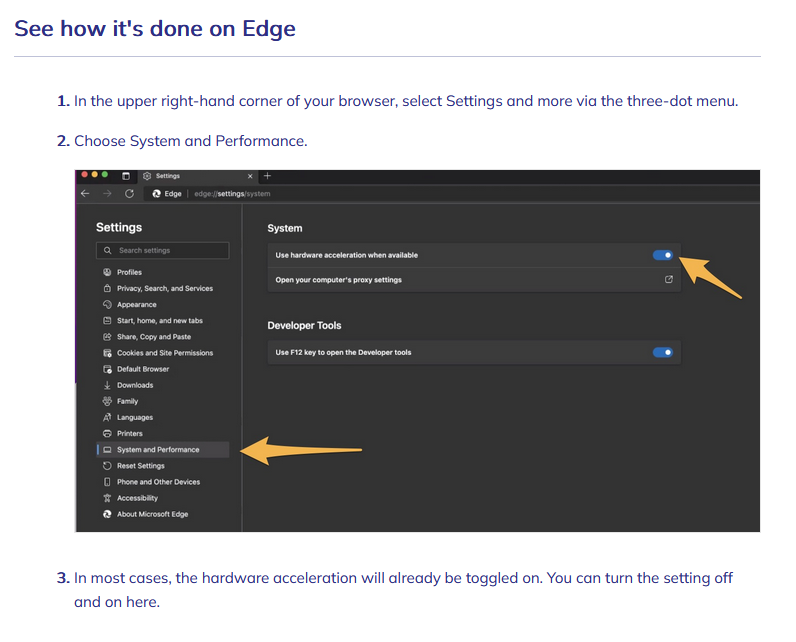 See how it's done on Edge
1. In the upper right-hand corner of your browser, select Settings and more via the three-dot menu.
2. Choose System and Performance.
Settings
Edge | edge://settings/system
Settings
Search settings
Profiles
Privacy, Search, and Services
Appearance
Start, home, and new tabs
Share, Copy and Paste
Cookies and Site Permissions
Default Browser
Downloads
Family
Languages
Printers
System and Performance
Reset Settings
Phone and Other Devices
Accessibility
About Microsoft Edge
System
Use hardware acceleration when available
Open your computer's proxy settings
Developer Tools
Use F12 key to open the Developer tools
3. In most cases, the hardware acceleration will already be toggled on. You can turn the setting off
and on here.